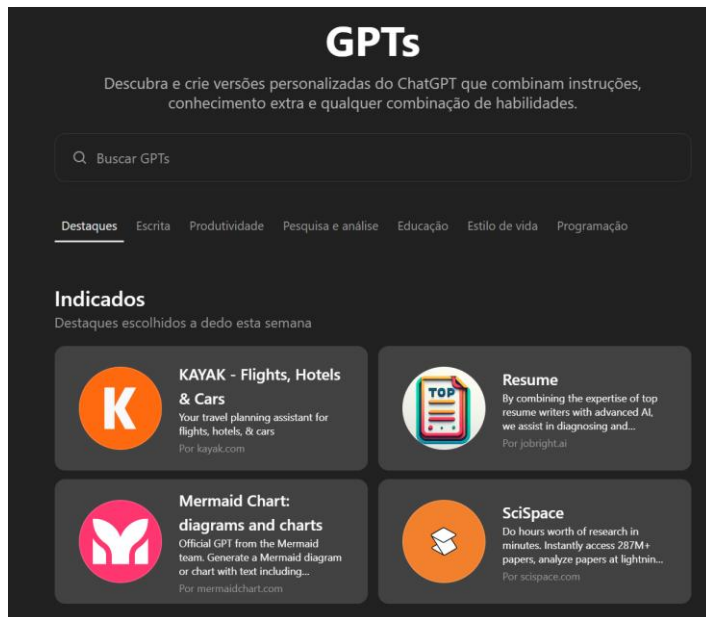 GPTs
Descubra e crie versões personalizadas do ChatGPT que combinam instruções,
conhecimento extra e qualquer combinação de habilidades.
Buscar GPTs
Destaques Escrita Produtividade Pesquisa e análise Educação Estilo de vida Programação
Indicados
Destaques escolhidos a dedo esta semana
K
KAYAK - Flights, Hotels
& Cars
Your travel planning assistant for
flights, hotels, & cars
Por kayak.com
TOP
Resume
By combining the expertise of top
resume writers with advanced AI,
we assist in diagnosing and...
Por jobright.ai
Mermaid Chart:
diagrams and charts
Official GPT from the Mermaid
team. Generate a Mermaid diagram
or chart with text including...
Por mermaidchart.com
SciSpace
Do hours worth of research in
minutes. Instantly access 287M+
papers, analyze papers at lightnin...
Por scispace.com